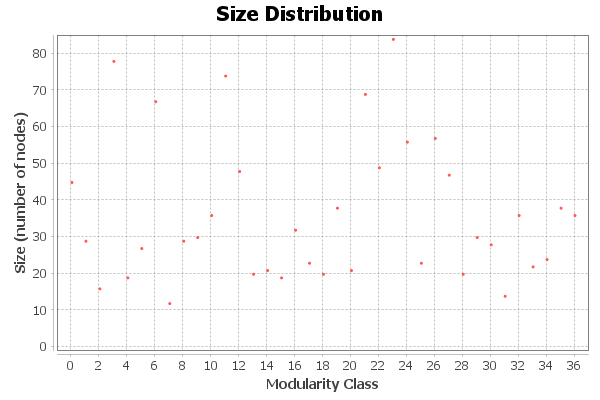 Size Distribution
80
70
60
50
40
30
20
10
0
Size (number of nodes)
0 2 4 6 8 10 12 14 16 18 20 22 24 26 28 30 32 34 36
Modularity Class